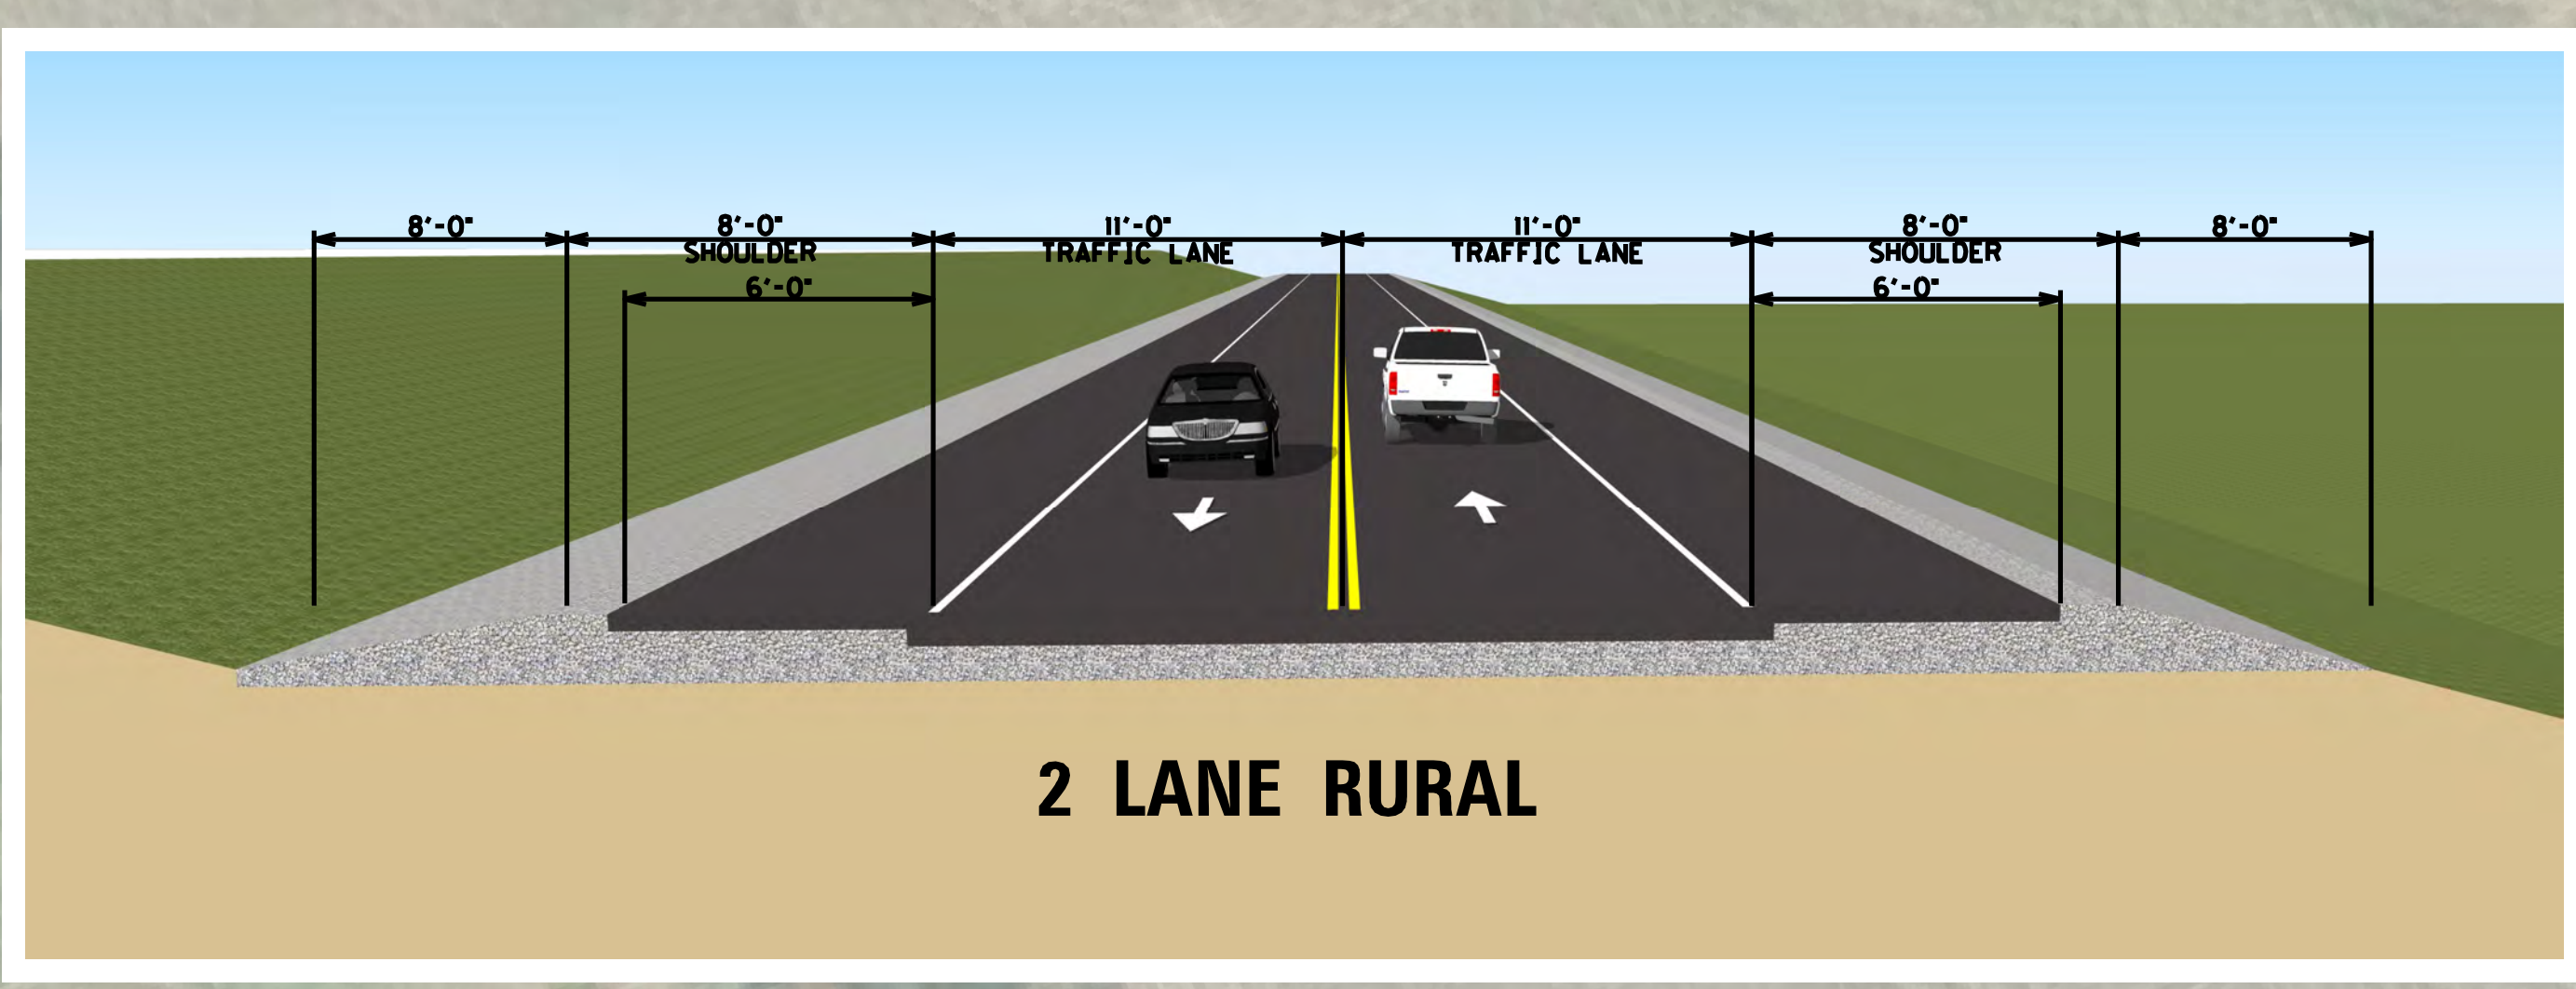 8'-0" 8'-0" 11'-0" 11'-0" 8'-0" 8'-0"
SHOULDER TRAFFIC LANE TRAFFIC LANE SHOULDER
6'-0" 6'-0"
2 LANE RURAL